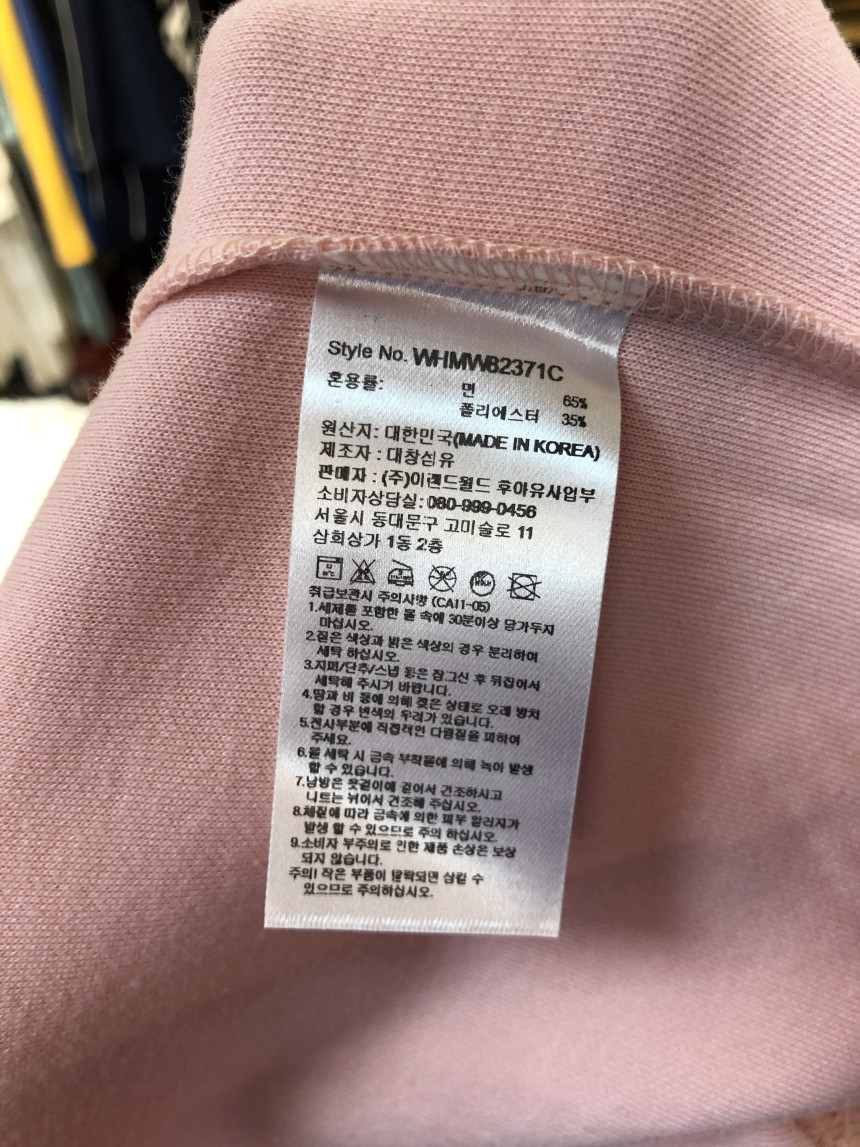 Style No. WHMW82371C
혼용률: 면 65%
폴리에스터 35%
원산지: 대한민국(MADE IN KOREA)
제조자 : 대창섬유
판매자 : (주)이랜드월드 후아유사업부
소비자상담실: 080-999-0456
서울시 동대문구 고미술로 11
삼희상가 1동 2층
취급보관시 주의사항 (CA11-05)
1.세제를 포함한 물 속에 30분이상 담가두지
마십시오.
2.짙은 색상과 밝은 색상의 경우 분리하여
세탁 하십시오.
3.지퍼/단추/스냅 등은 잠그신 후 뒤집어서
세탁해 주시기 바랍니다.
4.땀과 비 등에 의해 젖은 상태로 오래 방치
할 경우 변색의 우려가 있습니다.
5.전사부분에 직접적인 다림질을 피하여
주세요.
6.물 세탁 시 금속 부착물에 의해 녹이 발생
할 수 있습니다.
7.남방은 옷걸이에 걸어서 건조하시고
니트는 뉘어서 건조해 주십시오.
8.체질에 따라 금속에 의한 피부 알러지가
발생 할 수 있으므로 주의 하십시오.
9.소비자 부주의로 인한 제품 손상은 보상
되지 않습니다.
주의! 작은 부품이 탈락되면 삼킬 수
있으므로 주의하십시오.